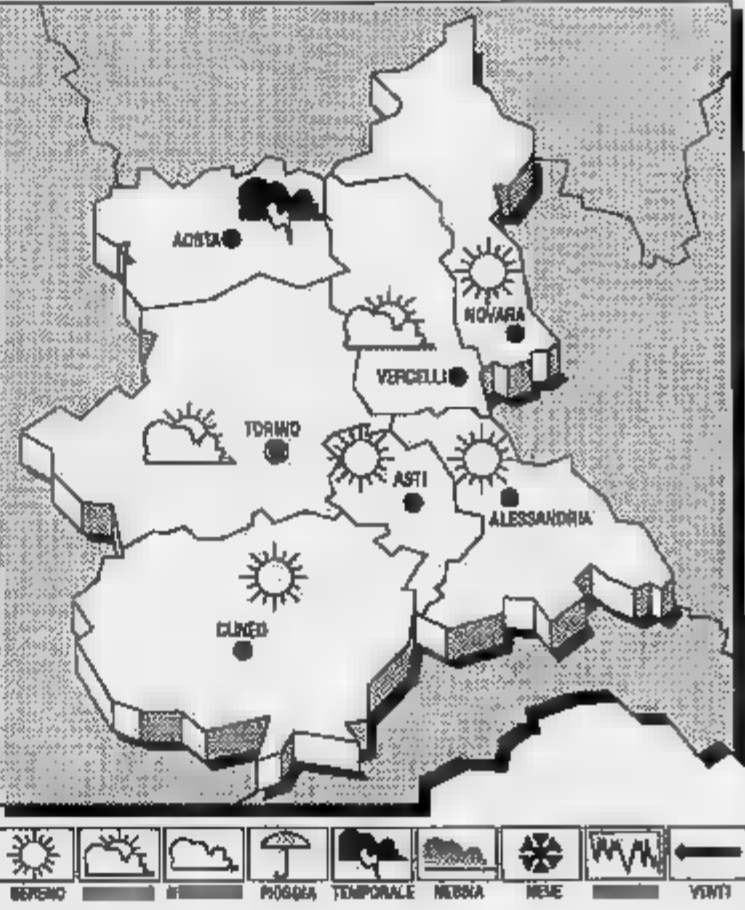 AOSTA
NOVARA
VERCELLI
TORINO
ASTI
ALESSANDRIA
CUNEO
SERENO PIOGGIA TEMPORALE NEBBIA NEVE VENTI